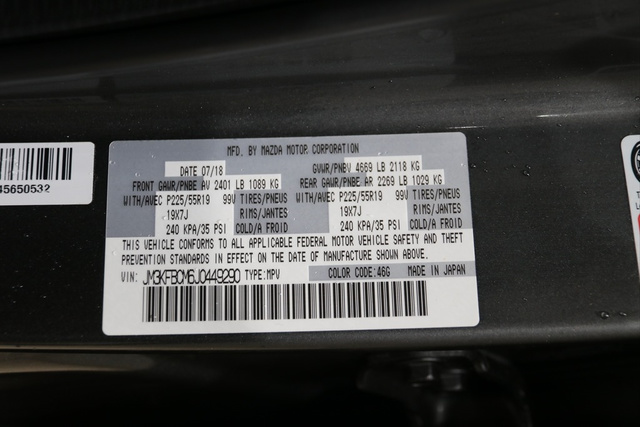 MFD. BY MAZDA MOTOR CORPORATION
DATE 07/18 GVWR/PNBV 4669 LB 2118 KG
FRONT GAWR/PNBE AV 2401 LB 1089 KG REAR GAWR/PNBE AR 2269 LB 1029 KG
WITH/AVEC P225/55R19 99V TIRES/PNEUS WITH/AVEC P225/55R19 99V TIRES/PNEUS
19X7J RIMS/JANTES 19X7J RIMS/JANTES
240 KPA/35 PSI COLD/A FROID 240 KPA/35 PSI COLD/A FROID
THIS VEHICLE CONFORMS TO ALL APPLICABLE FEDERAL MOTOR VEHICLE SAFETY AND THEFT
PREVENTION STANDARDS IN EFFECT ON THE DATE OF MANUFACTURE SHOWN ABOVE.
VIN: JM3KFBCM6J0449290 TYPE:MPV COLOR CODE:46G MADE IN JAPAN
45650532